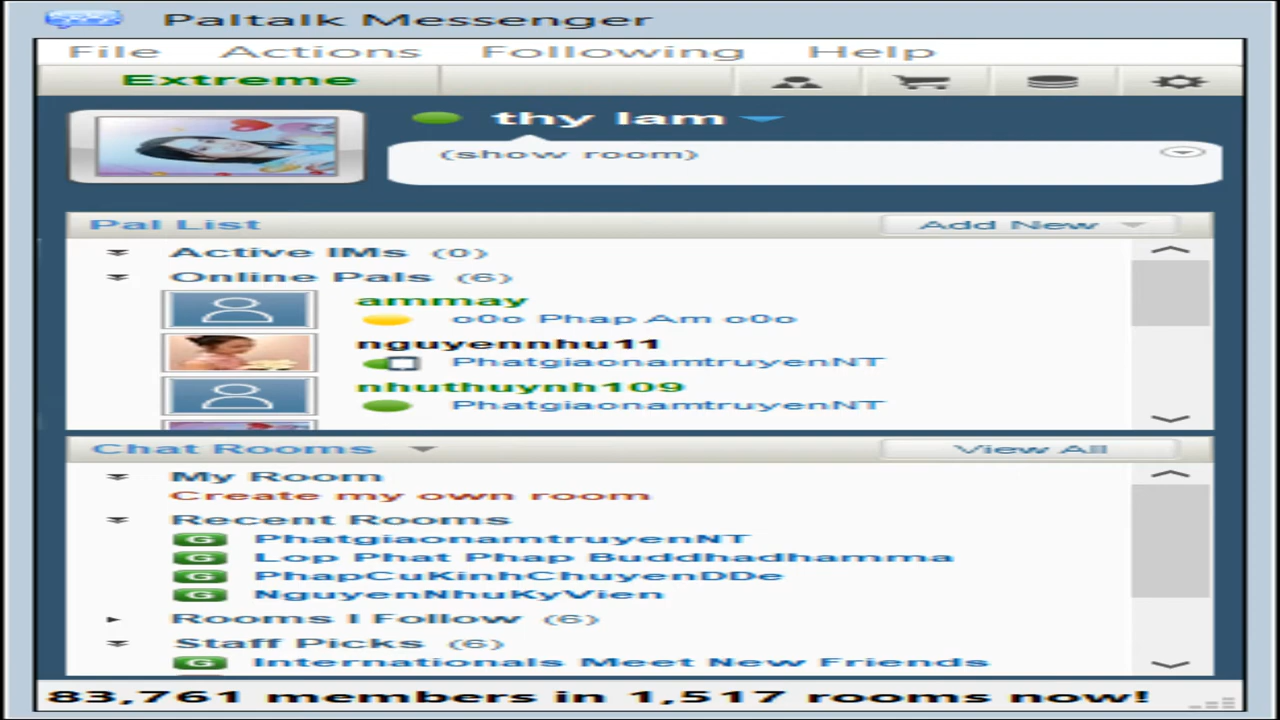 Paltalk Messenger
File Actions Following Help
Extreme
thy lam
(show room)
Pal List Add New
Active IMs (0)
Online Pals (6)
ammay
o0o Phap Am o0o
nguyennhu11
PhatgiaonamtruyenNT
nhuthuynh109
PhatgiaonamtruyenNT
Chat Rooms View All
My Room
Create my own room
Recent Rooms
G PhatgiaonamtruyenNT
G Lop Phat Phap Buddhadhamma
G PhapCuKinhChuyenDDe
G NguyenNhuKyVien
Rooms I Follow (6)
Staff Picks (6)
G Internationals Meet New Friends
83,761 members in 1,517 rooms now!